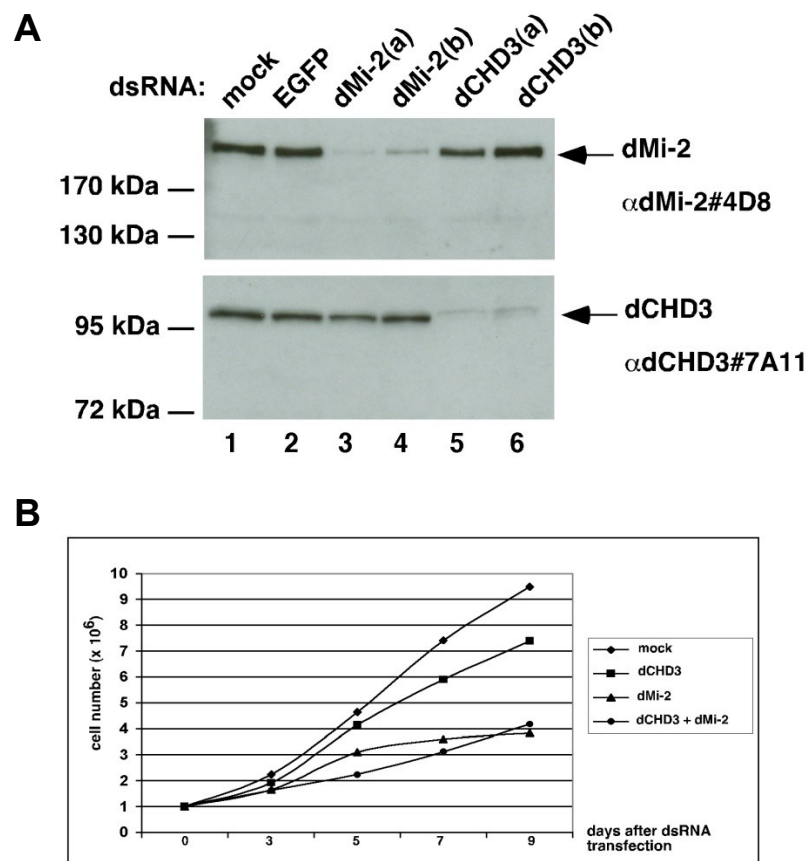 A
dsRNA: mock EGFP dMi-2(a) dMi-2(b) dCHD3(a) dCHD3(b)
dMi-2
170 kDa
αdMi-2#4D8
130 kDa
dCHD3
95 kDa
αdCHD3#7A11
72 kDa
1 2 3 4 5 6
B
cell number (x 10⁶)
10
9
8
7
6
5
4
3
2
1
0
0 3 5 7 9
days after dsRNA
transfection
mock
dCHD3
dMi-2
dCHD3 + dMi-2